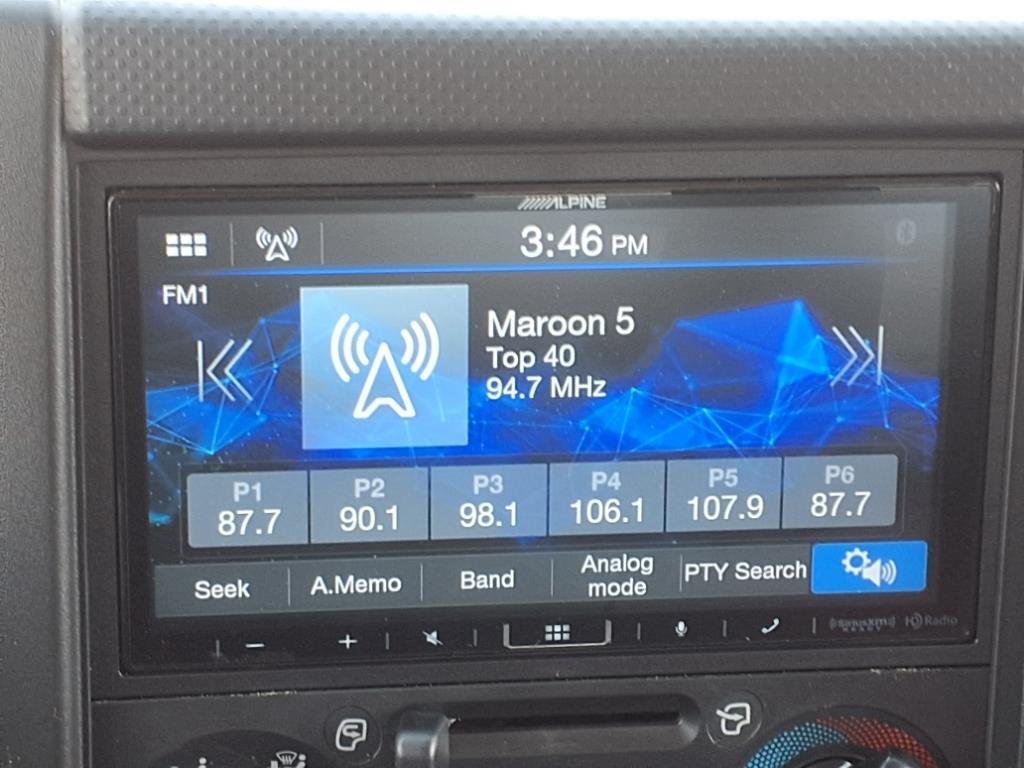 ALPINE
3:46 PM
FM1
Maroon 5
Top 40
94.7 MHz
P1 P2 P3 P4 P5 P6
87.7 90.1 98.1 106.1 107.9 87.7
Seek A.Memo Band Analog mode PTY Search
SiriusXM HD Radio
READY